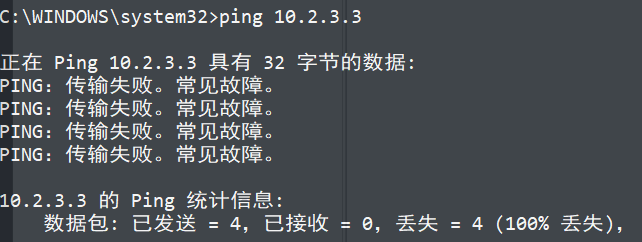 C:\WINDOWS\system32>ping 10.2.3.3
正在 Ping 10.2.3.3 具有 32 字节的数据:
PING: 传输失败。常见故障。
PING: 传输失败。常见故障。
PING: 传输失败。常见故障。
PING: 传输失败。常见故障。
10.2.3.3 的 Ping 统计信息:
数据包: 已发送 = 4, 已接收 = 0, 丢失 = 4 (100% 丢失),